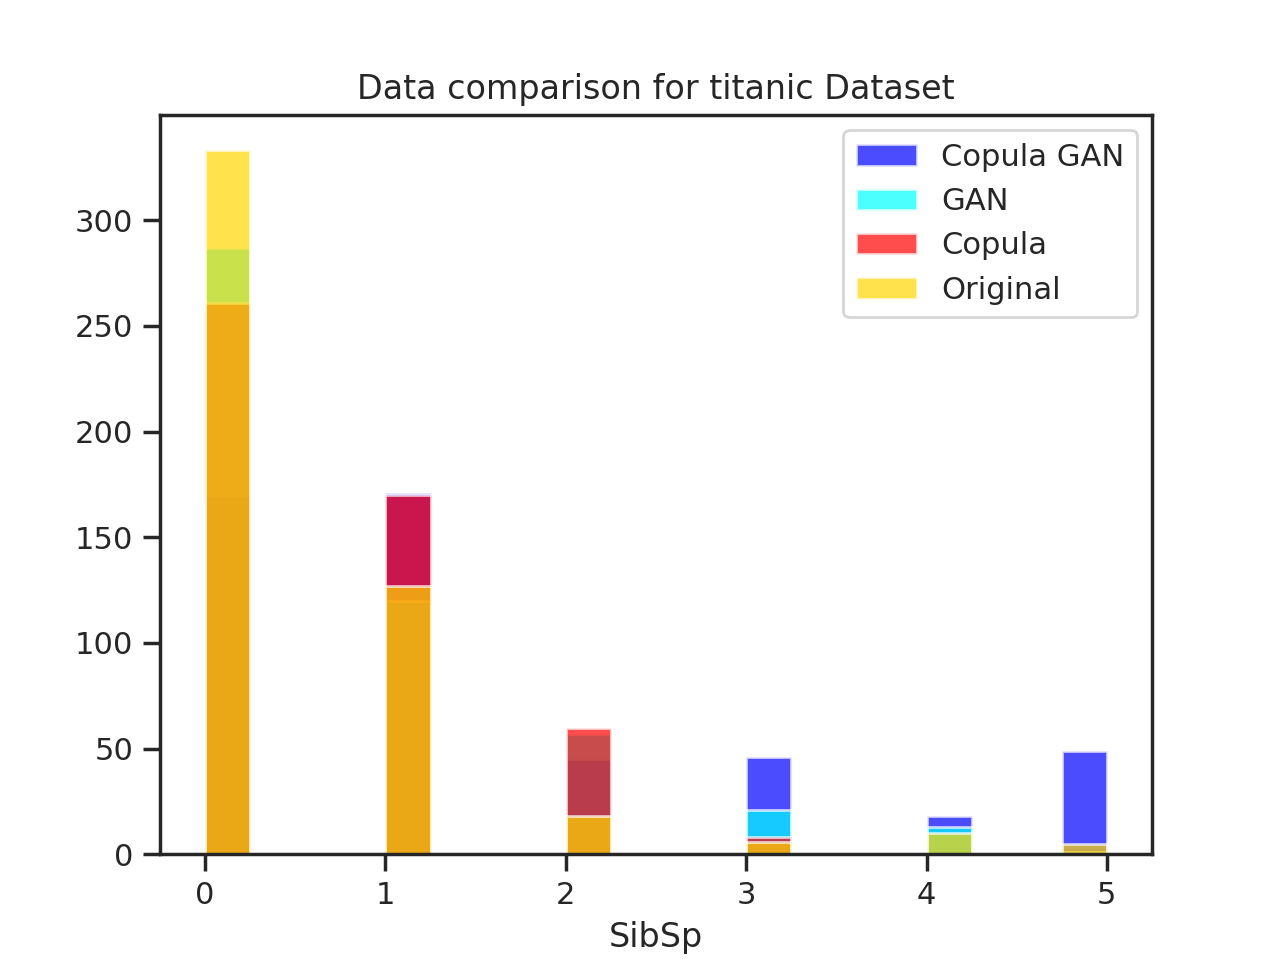 Data comparison for titanic Dataset
Copula GAN
GAN
Copula
Original
300
250
200
150
100
50
0
0 1 2 3 4 5
SibSp